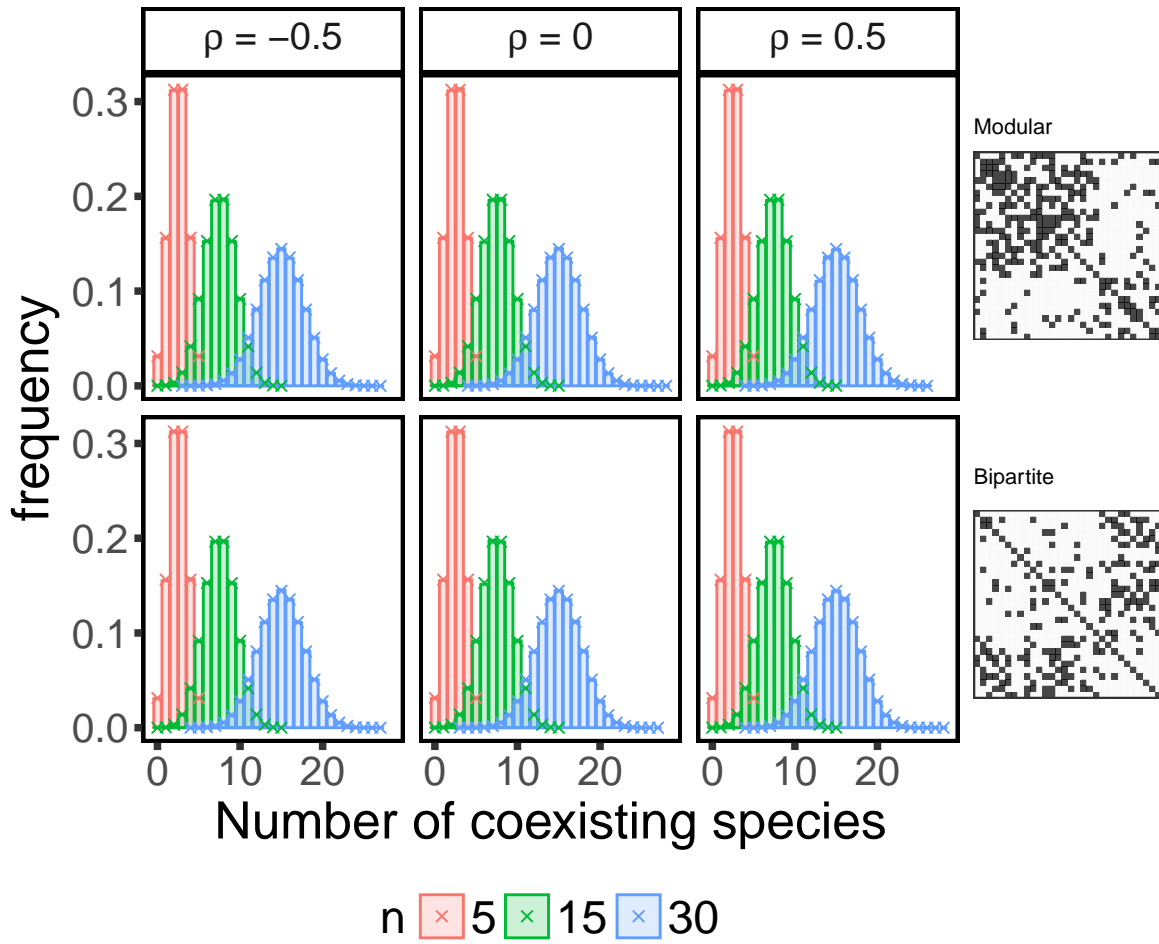 ρ = −0.5
ρ = 0
ρ = 0.5
0.3
0.2
0.1
0.0
Modular
frequency
0.3
0.2
0.1
0.0
Bipartite
0 10 20
0 10 20
0 10 20
Number of coexisting species
n 5 15 30